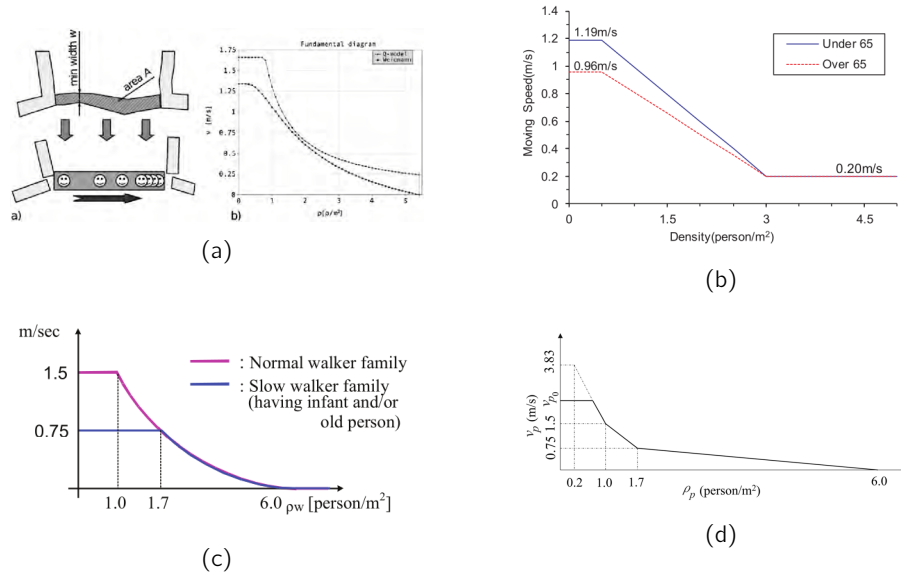 min width w
area A
a)
Fundamental diagram
Q-model
v [m/s]
1.75
1.5
1.25
1
0.75
0.5
0.25
0
0
1
2
3
4
5
ρ[p/m²]
b)
(a)
Moving Speed(m/s)
1.4
1.2
1
0.8
0.6
0.4
0.2
0
1.19m/s
0.96m/s
0.20m/s
Under 65
Over 65
0
1.5
3
4.5
Density(person/m²)
(b)
m/sec
1.5
0.75
: Normal walker family
: Slow walker family
(having infant and/or
old person)
1.0
1.7
6.0
ρw [person/m²]
(c)
v_p (m/s)
3.83
v_p₀
1.5
0.75
0.2
1.0
1.7
6.0
ρ_p (person/m²)
(d)